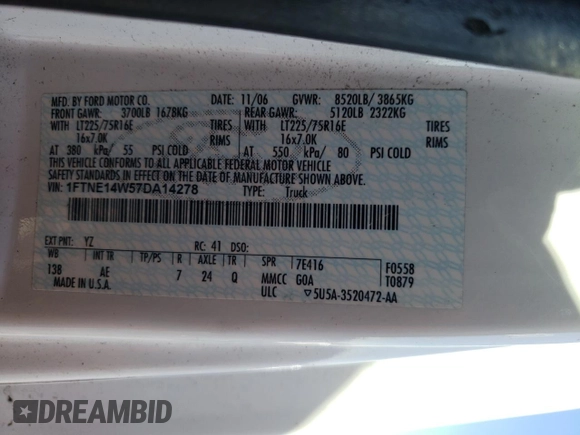 MFD. BY FORD MOTOR CO. DATE: 11/06 GVWR: 8520LB/ 3865KG
FRONT GAWR: 3700LB 1678KG REAR GAWR: 5120LB 2322KG
WITH LT225/75R16E TIRES WITH LT225/75R16E TIRES
16x7.0K RIMS 16x7.0K RIMS
AT 380 kPa/ 55 PSI COLD AT 550 kPa/ 80 PSI COLD
THIS VEHICLE CONFORMS TO ALL APPLICABLE FEDERAL MOTOR VEHICLE
SAFETY STANDARDS IN EFFECT ON THE DATE OF MANUFACTURE SHOWN ABOVE.
VIN: 1FTNE14W57DA14278 TYPE: Truck
EXT PNT: YZ RC: 41 DSO:
WB INT TR TP/PS R AXLE TR SPR 7E416 F0558
138 AE 7 24 Q MMCC G0A T0879
MADE IN U.S.A. ULC ▽5U5A-3520472-AA
DREAMBID